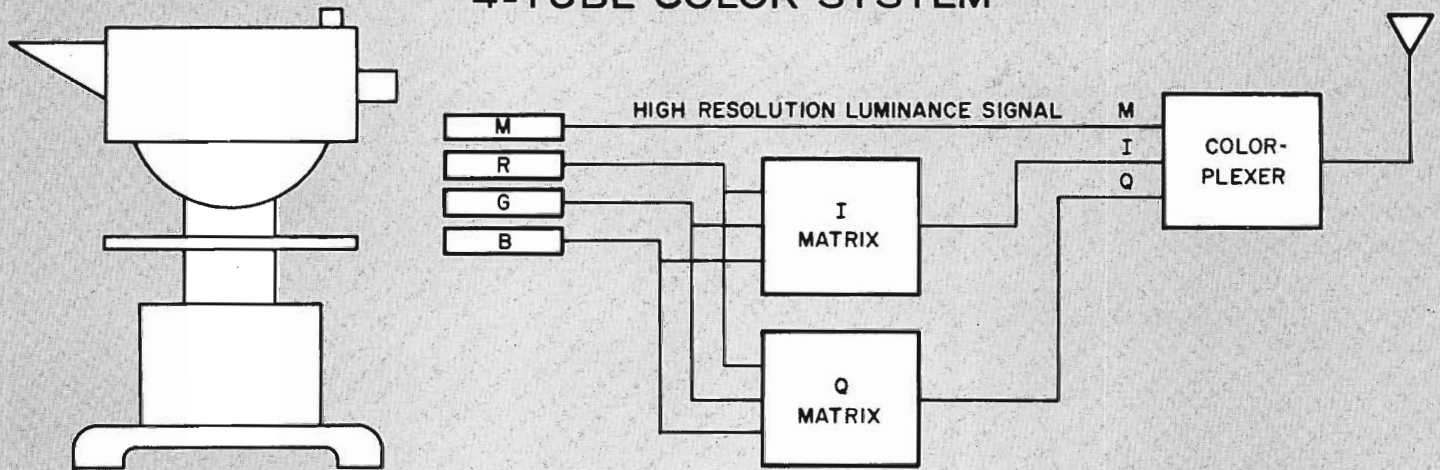 4-TUBE COLOR SYSTEM
HIGH RESOLUTION LUMINANCE SIGNAL
M
M
R
G
B
I
Q
I
MATRIX
Q
MATRIX
COLOR-
PLEXER